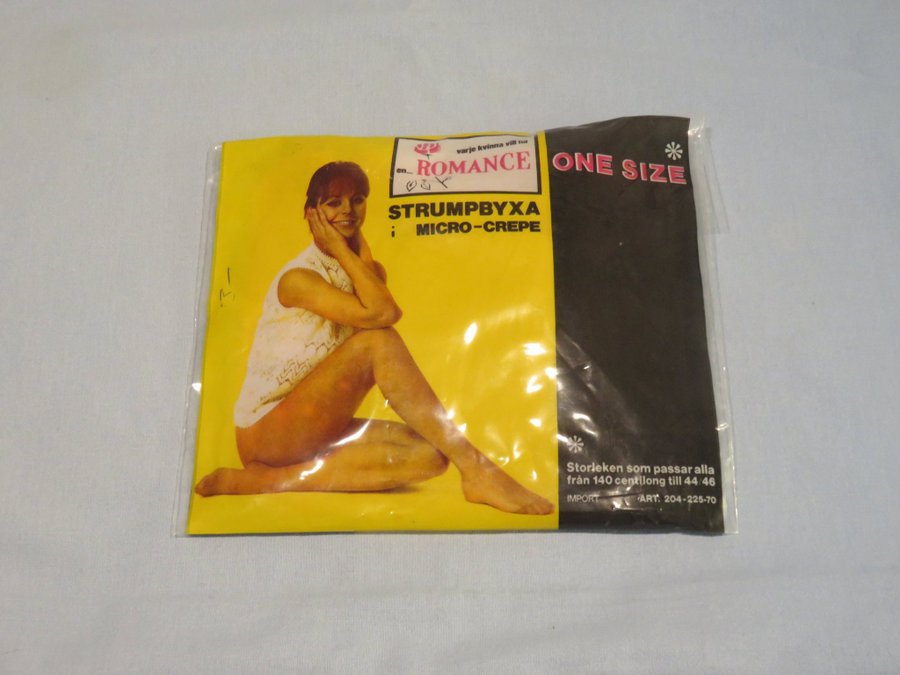 varje kvinna vill ha
en... ROMANCE
STRUMPBYXA
i MICRO-CREPE
ONE SIZE *
*
Storleken som passar alla
från 140 centilong till 44/46
IMPORT ART. 204-225-70